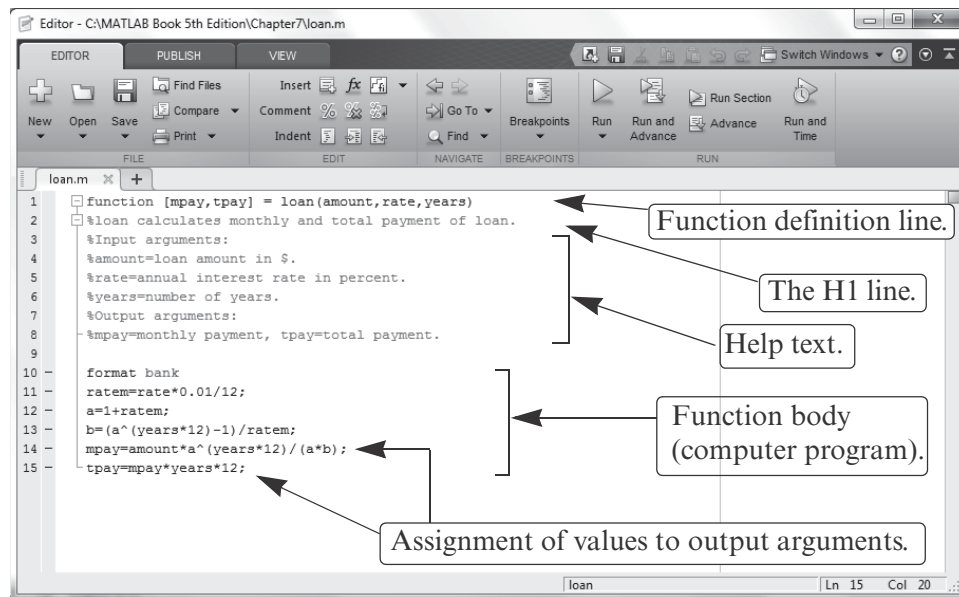 Editor - C:\MATLAB Book 5th Edition\Chapter7\loan.m
EDITOR PUBLISH VIEW
Switch Windows
New
Open
Save
Find Files
Compare
Print
FILE
Insert fx
Comment
Indent
EDIT
Go To
Find
NAVIGATE
Breakpoints
BREAKPOINTS
Run
Run and
Advance
Run Section
Advance
Run and
Time
RUN
loan.m
1 function [mpay,tpay] = loan(amount,rate,years)
2 %loan calculates monthly and total payment of loan.
3 %Input arguments:
4 %amount=loan amount in $.
5 %rate=annual interest rate in percent.
6 %years=number of years.
7 %Output arguments:
8 %mpay=monthly payment, tpay=total payment.
9
10 format bank
11 ratem=rate*0.01/12;
12 a=1+ratem;
13 b=(a^(years*12)-1)/ratem;
14 mpay=amount*a^(years*12)/(a*b);
15 tpay=mpay*years*12;
Function definition line.
The H1 line.
Help text.
Function body
(computer program).
Assignment of values to output arguments.
loan
Ln 15 Col 20